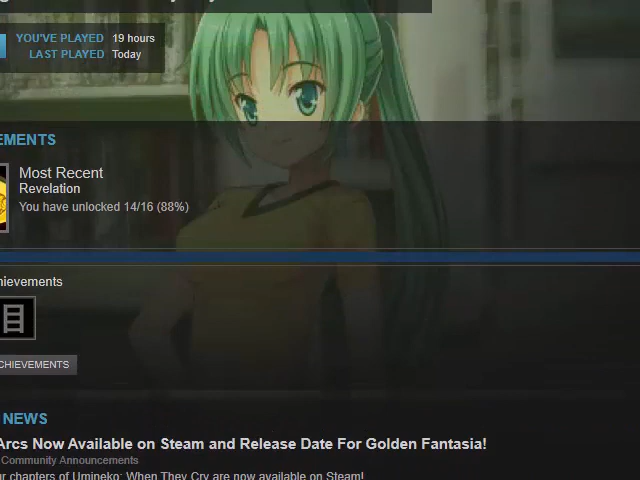 YOU'VE PLAYED 19 hours
LAST PLAYED Today
EMENTS
Most Recent
Revelation
You have unlocked 14/16 (88%)
hievements
CHIEVEMENTS
NEWS
Arcs Now Available on Steam and Release Date For Golden Fantasia!
Community Announcements
ur chapters of Umineko: When They Cry are now available on Steam!